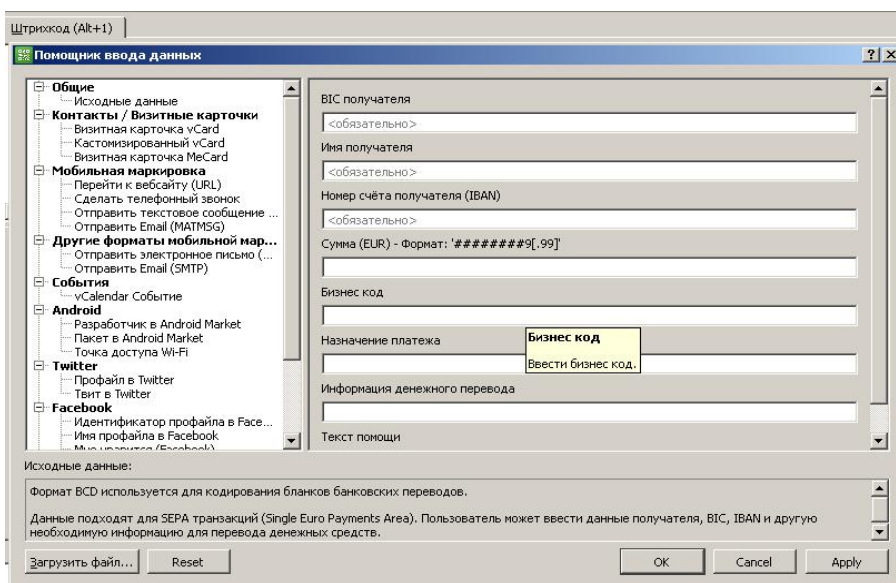 Штрихкод (Alt+1)
Помощник ввода данных
Общие
Исходные данные
Контакты / Визитные карточки
Визитная карточка vCard
Кастомизированный vCard
Визитная карточка MeCard
Мобильная маркировка
Перейти к вебсайту (URL)
Сделать телефонный звонок
Отправить текстовое сообщение ...
Отправить Email (MATMSG)
Другие форматы мобильной мар...
Отправить электронное письмо (...
Отправить Email (SMTP)
События
vCalendar Событие
Android
Разработчик в Android Market
Пакет в Android Market
Точка доступа Wi-Fi
Twitter
Профайл в Twitter
Твит в Twitter
Facebook
Идентификатор профайла в Face...
Имя профайла в Facebook
Мне нравится (Facebook)
BIC получателя
<обязательно>
Имя получателя
<обязательно>
Номер счёта получателя (IBAN)
<обязательно>
Сумма (EUR) - Формат: '########9[.99]'
Бизнес код
Назначение платежа
Бизнес код
Ввести бизнес код.
Информация денежного перевода
Текст помощи
Исходные данные:
Формат BCD используется для кодирования бланков банковских переводов.
Данные подходят для SEPA транзакций (Single Euro Payments Area). Пользователь может ввести данные получателя, BIC, IBAN и другую
необходимую информацию для перевода денежных средств.
Загрузить файл...
Reset
OK
Cancel
Apply